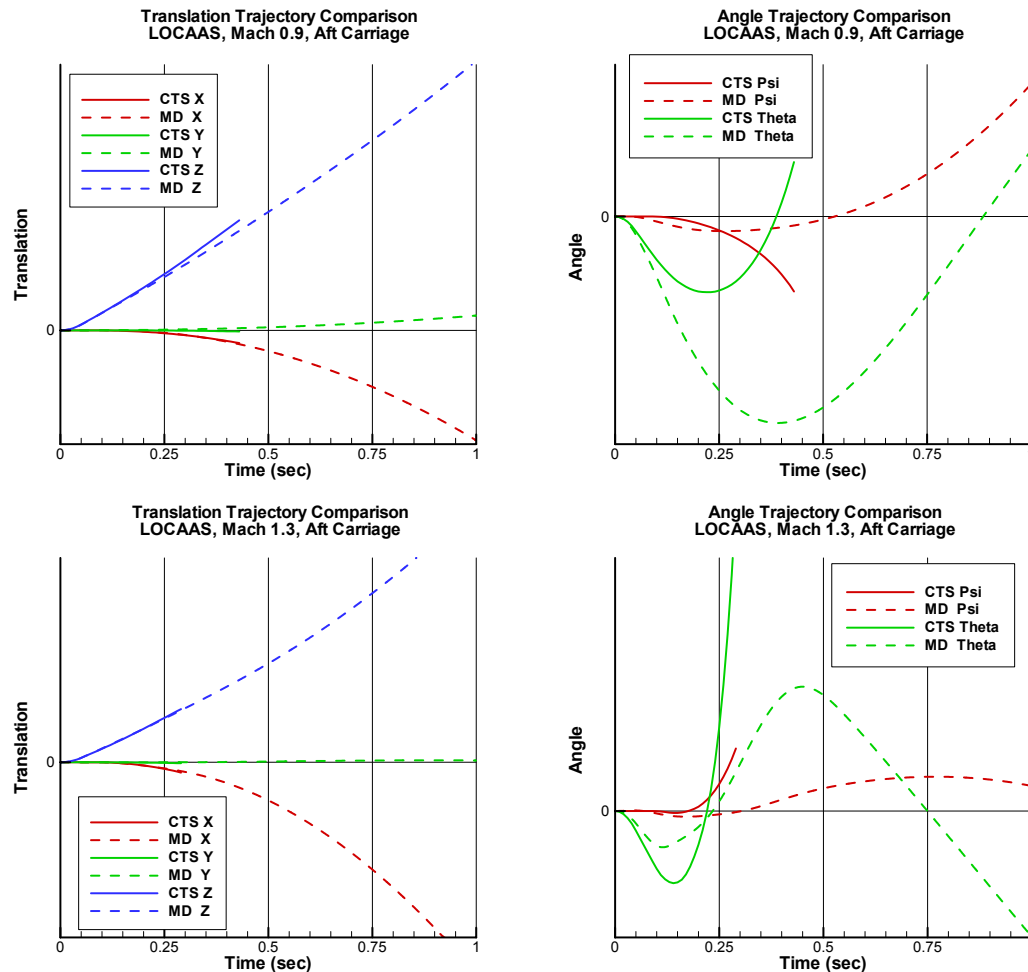 Translation Trajectory Comparison
LOCAAS, Mach 0.9, Aft Carriage
CTS X
MD X
CTS Y
MD Y
CTS Z
MD Z
Translation
0
0 0.25 0.5 0.75 1
Time (sec)
Angle Trajectory Comparison
LOCAAS, Mach 0.9, Aft Carriage
CTS Psi
MD Psi
CTS Theta
MD Theta
Angle
0
0 0.25 0.5 0.75
Time (sec)
Translation Trajectory Comparison
LOCAAS, Mach 1.3, Aft Carriage
CTS X
MD X
CTS Y
MD Y
CTS Z
MD Z
Translation
0
0 0.25 0.5 0.75 1
Time (sec)
Angle Trajectory Comparison
LOCAAS, Mach 1.3, Aft Carriage
CTS Psi
MD Psi
CTS Theta
MD Theta
Angle
0
0 0.25 0.5 0.75
Time (sec)